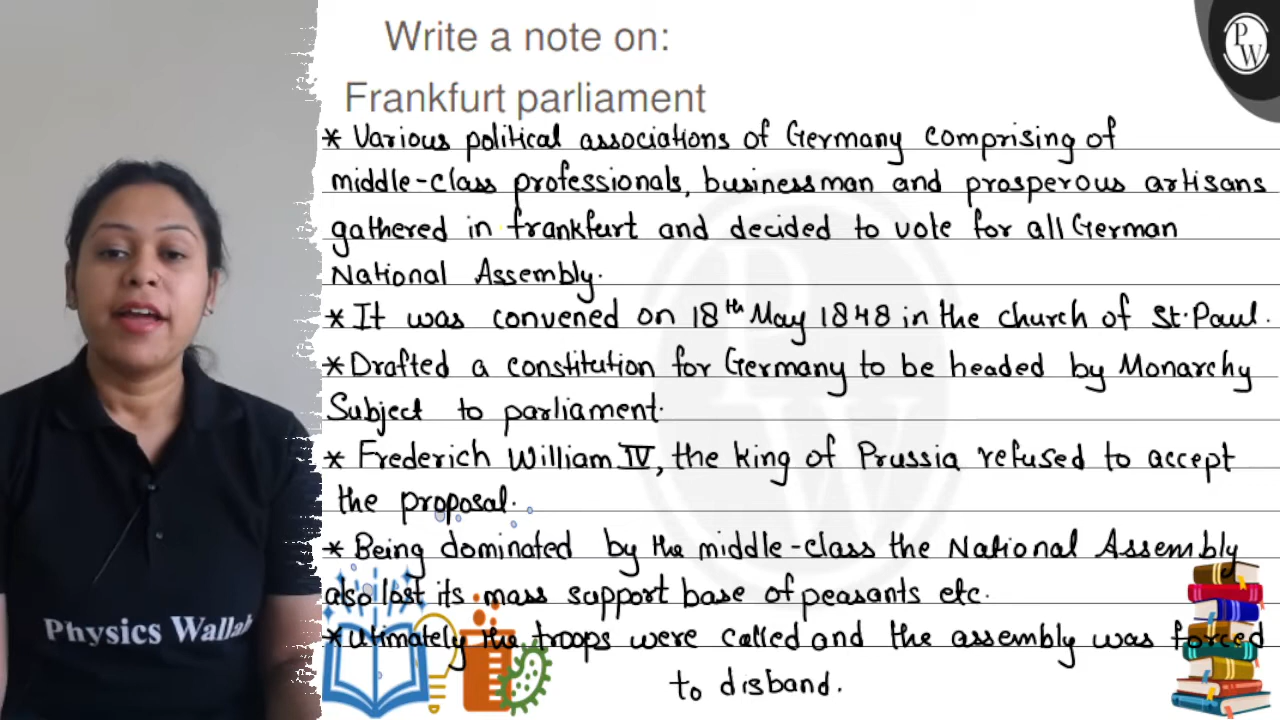 Write a note on:
Frankfurt parliament
* Various political associations of Germany comprising of
middle-class professionals, businessman and prosperous artisans
gathered in frankfurt and decided to vote for all German
National Assembly.
* It was convened on 18th May 1848 in the church of St. Paul.
* Drafted a constitution for Germany to be headed by Monarchy
Subject to parliament.
* Frederich William IV, the king of Prussia refused to accept
the proposal.
* Being dominated by the middle-class the National Assembly
also lost its mass support base of peasants etc.
* Utimately the troops were called and the assembly was forced
to disband.
P
W
PW
Physics Wallah